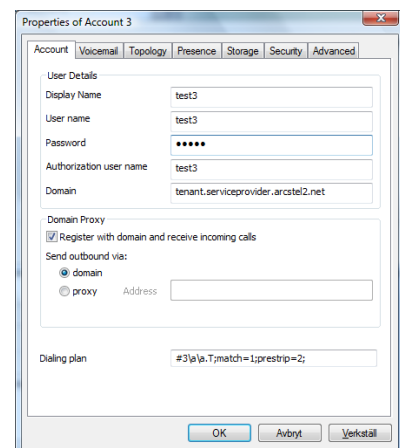 Properties of Account 3
Account Voicemail Topology Presence Storage Security Advanced
User Details
Display Name test3
User name test3
Password •••••
Authorization user name test3
Domain tenant.serviceprovider.arcstel2.net
Domain Proxy
Register with domain and receive incoming calls
Send outbound via:
domain
proxy Address
Dialing plan #3\a\a.T;match=1;prestrip=2;
OK Avbryt Verkställ